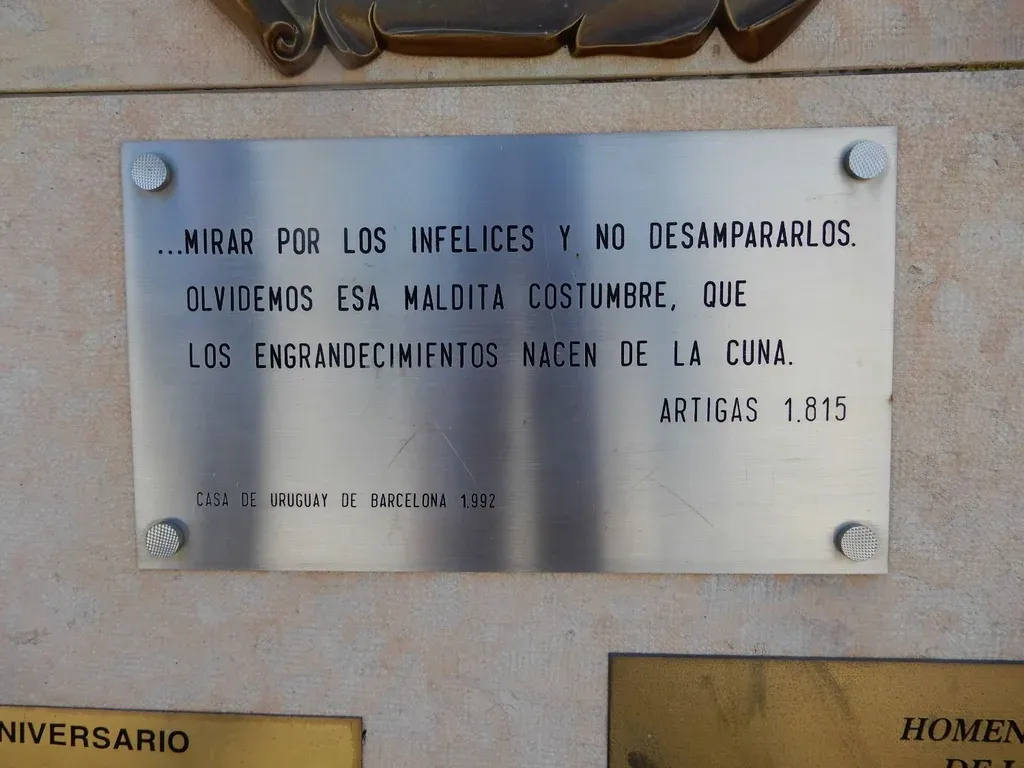 ...MIRAR POR LOS INFELICES Y NO DESAMPARARLOS.
OLVIDEMOS ESA MALDITA COSTUMBRE, QUE
LOS ENGRANDECIMIENTOS NACEN DE LA CUNA.
ARTIGAS 1.815
CASA DE URUGUAY DE BARCELONA 1.992
NIVERSARIO
HOMEN